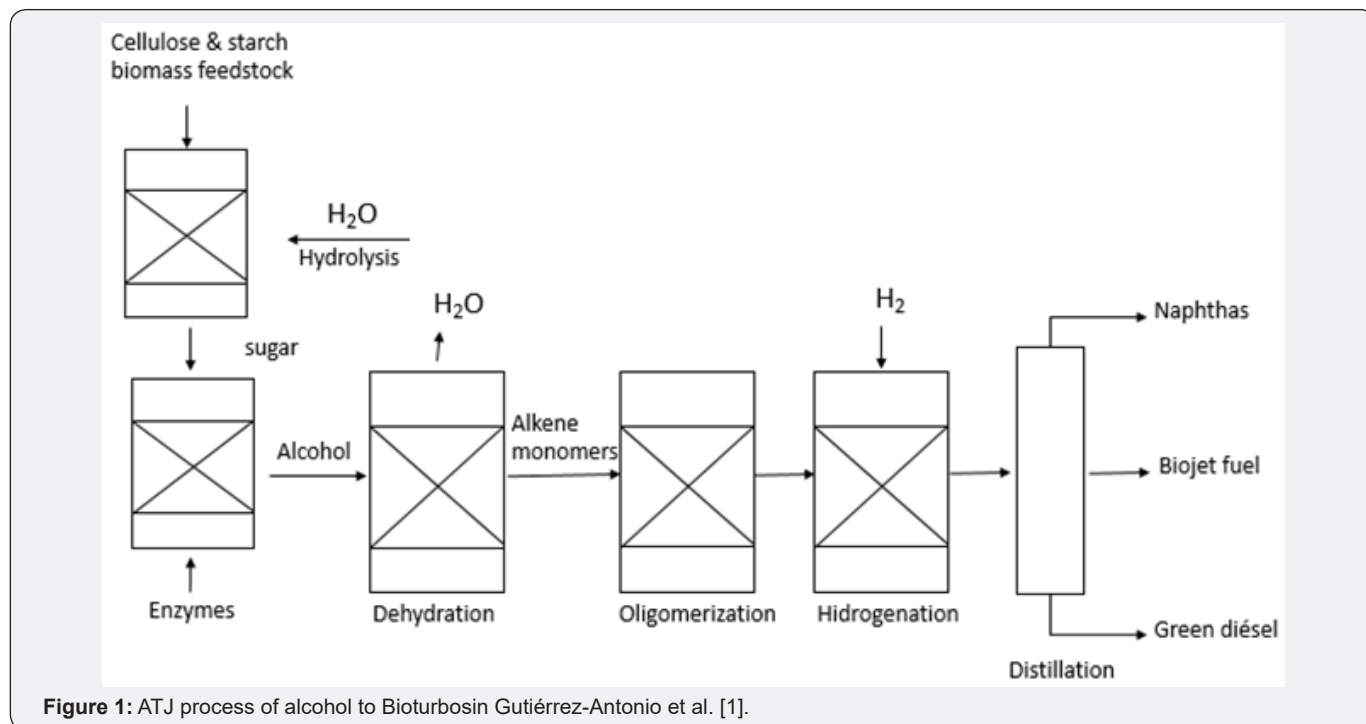 Cellulose & starch
biomass feedstock
H₂O
Hydrolysis
sugar
Enzymes
Alcohol
H₂O
Dehydration
Alkene
monomers
Oligomerization
H₂
Hidrogenation
Naphthas
Biojet fuel
Green diésel
Distillation
Figure 1: ATJ process of alcohol to Bioturbosin Gutiérrez-Antonio et al. [1].